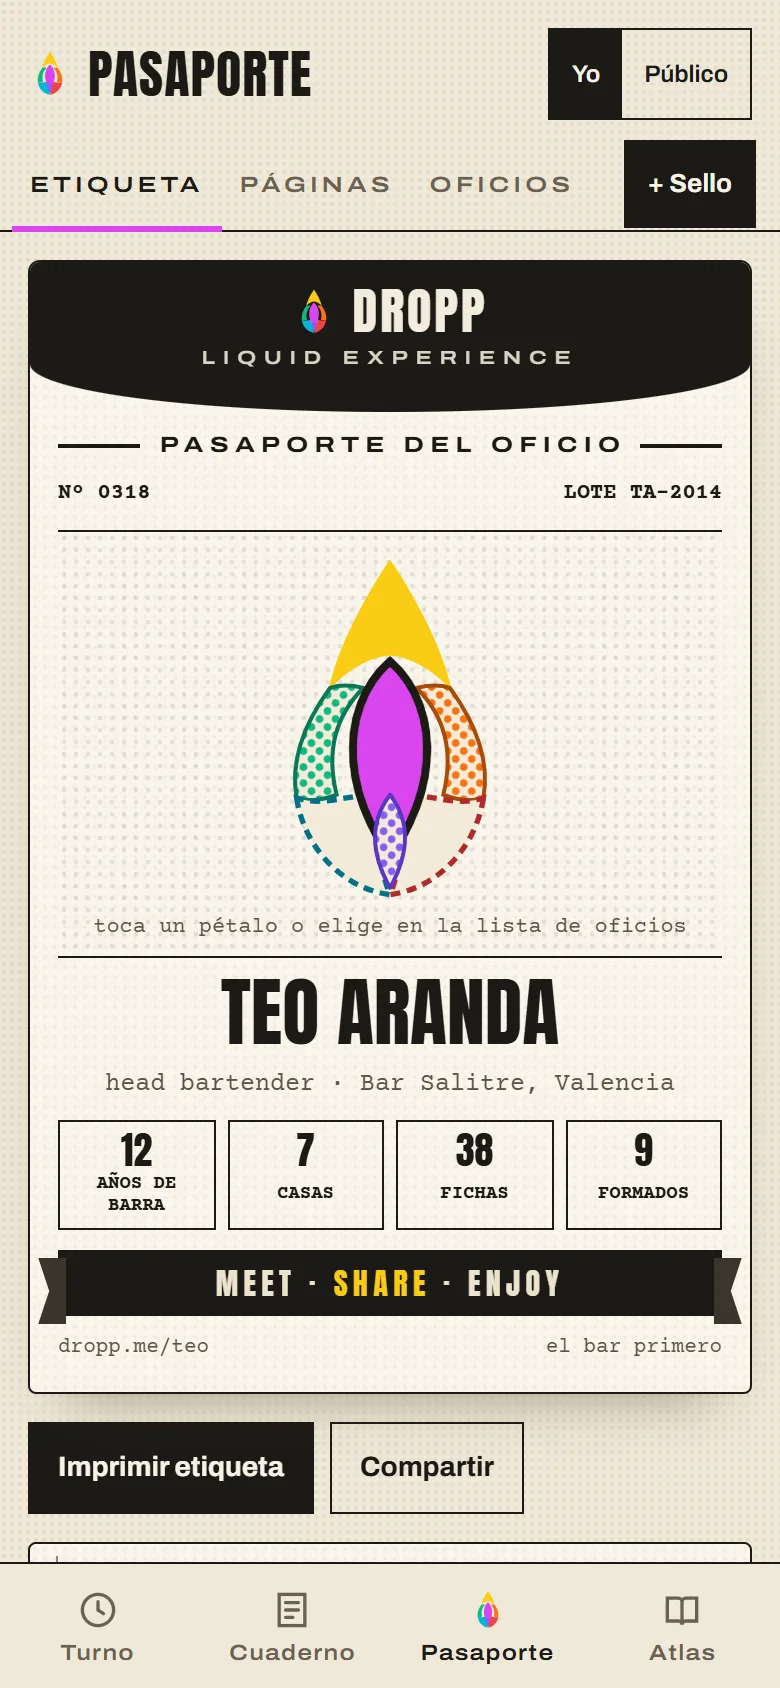 PASAPORTE
Yo
Público
ETIQUETA
PÁGINAS
OFICIOS
+ Sello
DROPP
LIQUID EXPERIENCE
PASAPORTE DEL OFICIO
Nº 0318
LOTE TA-2014
toca un pétalo o elige en la lista de oficios
TEO ARANDA
head bartender · Bar Salitre, Valencia
12
AÑOS DE
BARRA
7
CASAS
38
FICHAS
9
FORMADOS
MEET · SHARE · ENJOY
dropp.me/teo
el bar primero
Imprimir etiqueta
Compartir
Turno
Cuaderno
Pasaporte
Atlas